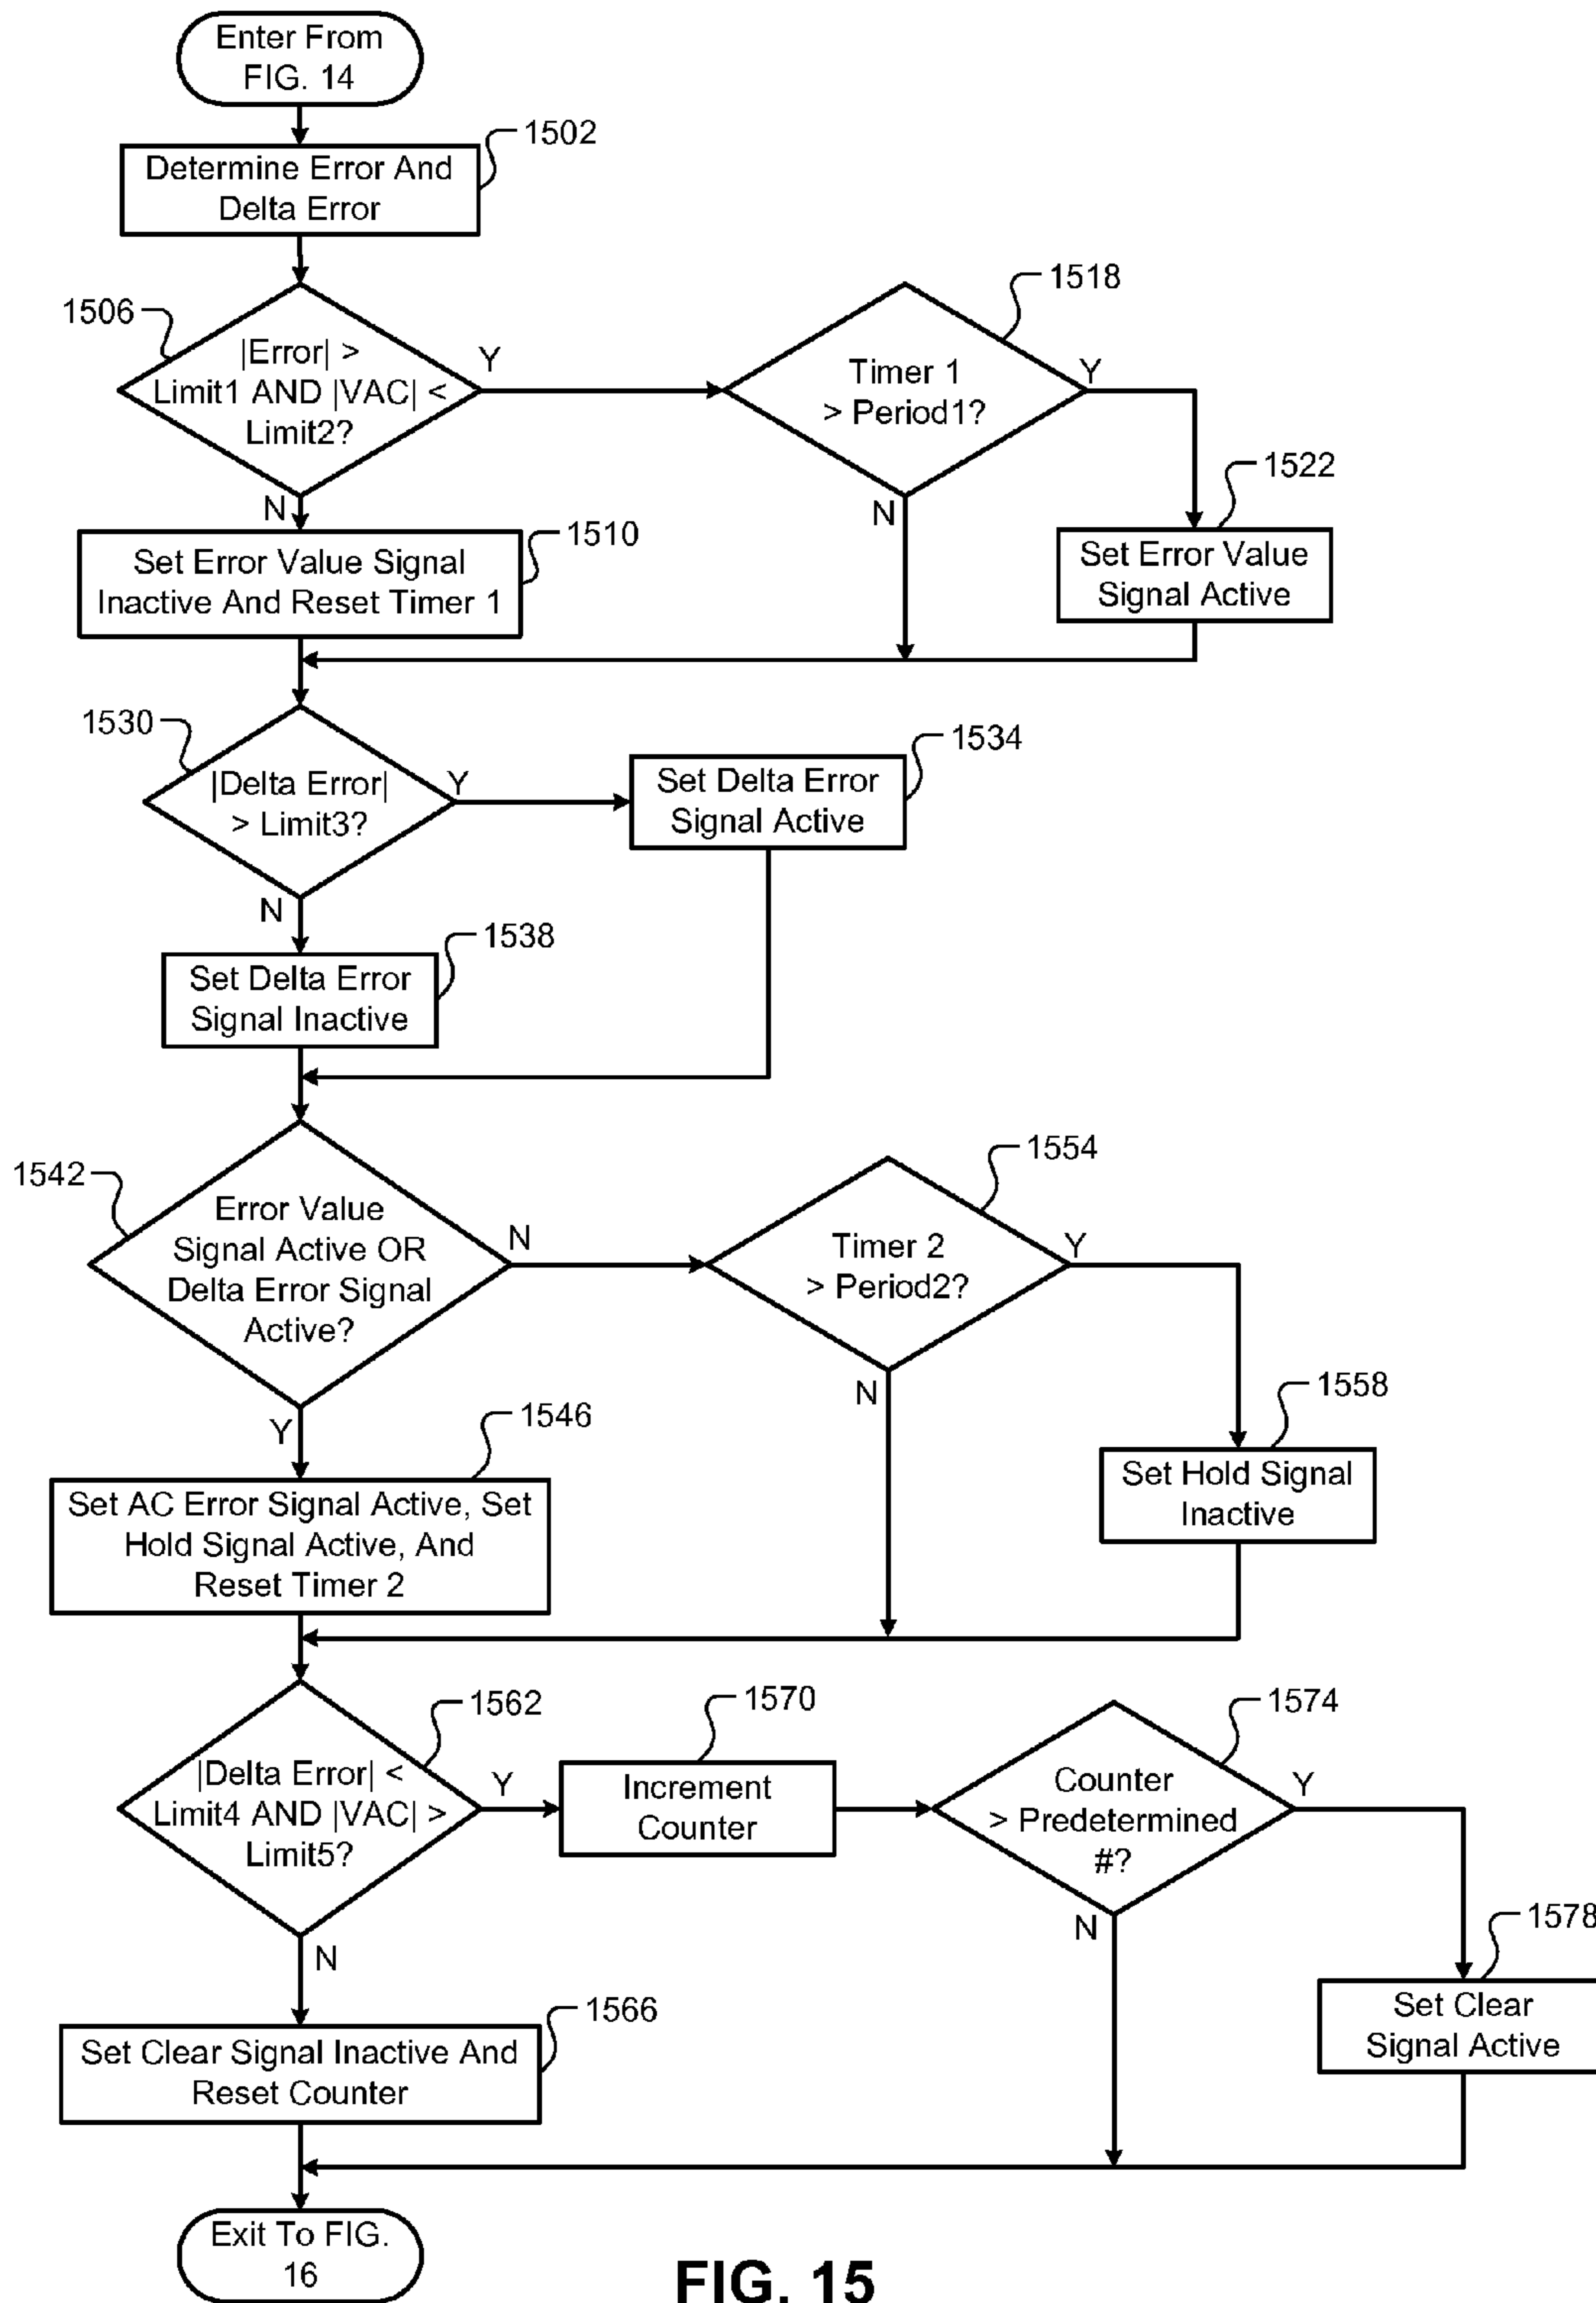 Enter From
FIG. 14
1502
Determine Error And
Delta Error
1506
|Error| >
Limit1 AND |VAC| <
Limit2?
Y
N
1518
Timer 1
> Period1?
Y
N
1522
Set Error Value
Signal Active
1510
Set Error Value Signal
Inactive And Reset Timer 1
1530
|Delta Error|
> Limit3?
Y
N
1534
Set Delta Error
Signal Active
1538
Set Delta Error
Signal Inactive
1542
Error Value
Signal Active OR
Delta Error Signal
Active?
N
Y
1554
Timer 2
> Period2?
Y
N
1558
Set Hold Signal
Inactive
1546
Set AC Error Signal Active, Set
Hold Signal Active, And
Reset Timer 2
1562
|Delta Error| <
Limit4 AND |VAC| >
Limit5?
Y
N
1570
Increment
Counter
1574
Counter
> Predetermined
#?
Y
N
1578
Set Clear
Signal Active
1566
Set Clear Signal Inactive And
Reset Counter
Exit To FIG.
16
FIG. 15